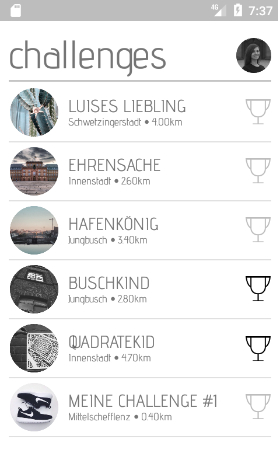 4G 7:37
challenges
LUISES LIEBLING
Schwetzingerstadt • 4.00km
EHRENSACHE
Innenstadt • 2.60km
HAFENKÖNIG
Jungbusch • 3.40km
BUSCHKIND
Jungbusch • 2.80km
QUADRATEKID
Innenstadt • 4.70km
MEINE CHALLENGE #1
Mittelschefflenz • 0.40km